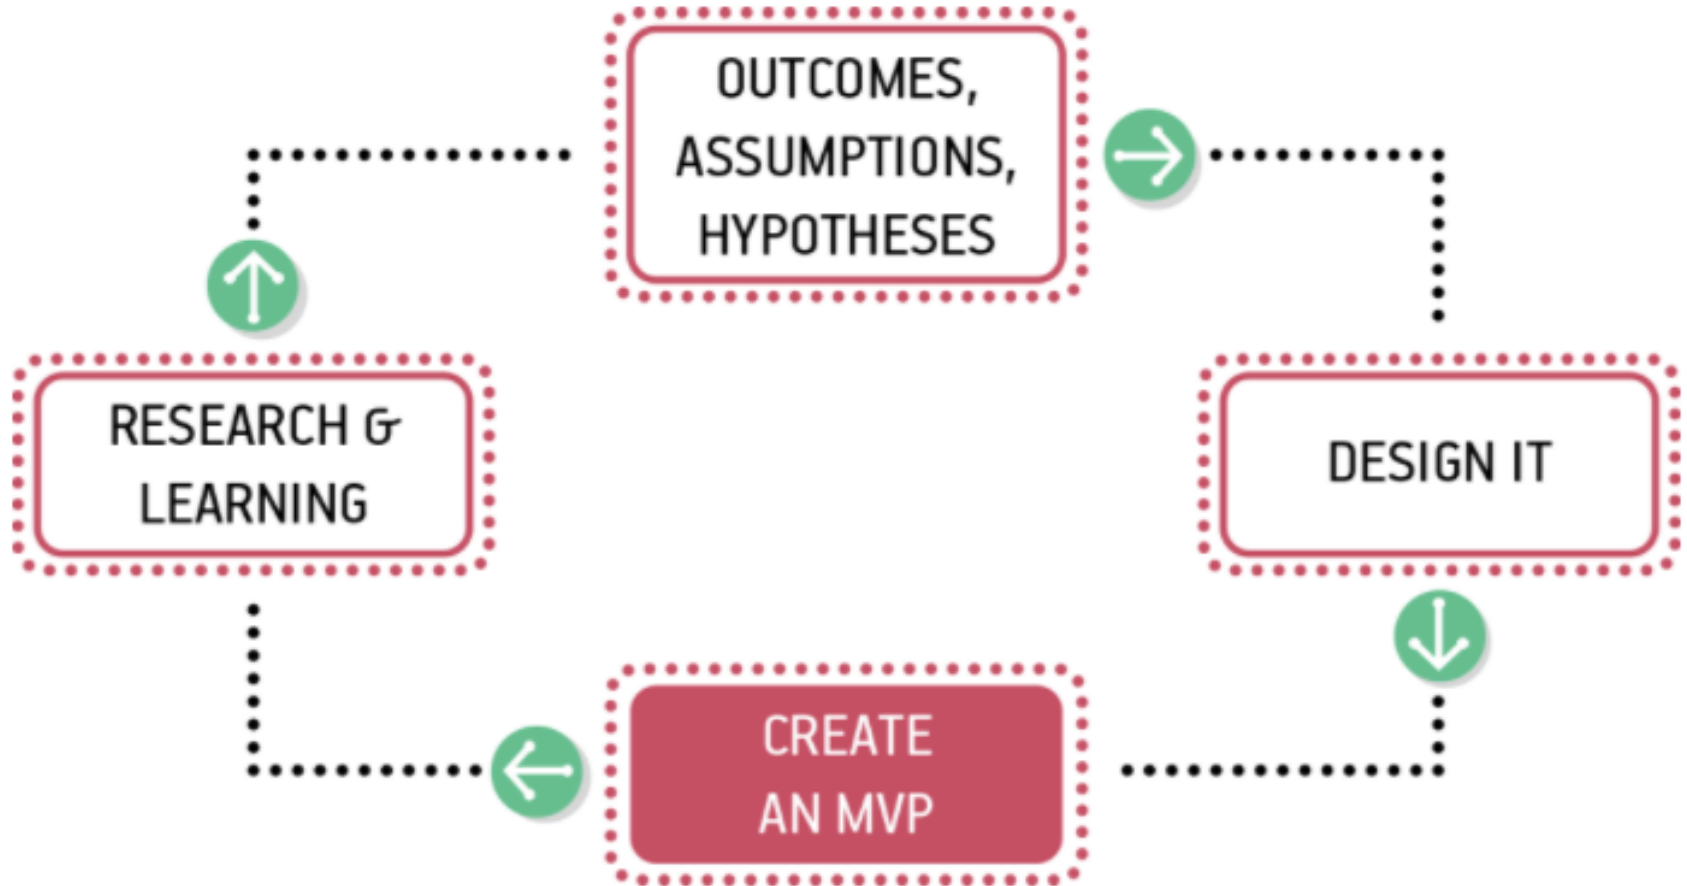 OUTCOMES,
ASSUMPTIONS,
HYPOTHESES
RESEARCH &
LEARNING
DESIGN IT
CREATE
AN MVP